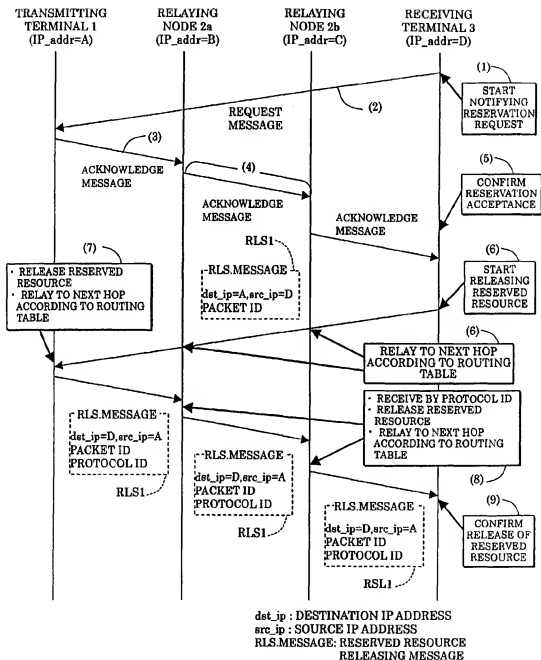 TRANSMITTING
TERMINAL 1
(IP_addr=A)
RELAYING
NODE 2a
(IP_addr=B)
RELAYING
NODE 2b
(IP_addr=C)
RECEIVING
TERMINAL 3
(IP_addr=D)
(1)
START
NOTIFYING
RESERVATION
REQUEST
(2)
REQUEST
MESSAGE
(3)
ACKNOWLEDGE
MESSAGE
(4)
ACKNOWLEDGE
MESSAGE
(5)
CONFIRM
RESERVATION
ACCEPTANCE
ACKNOWLEDGE
MESSAGE
RLS1
RLS.MESSAGE
dst_ip=A,src_ip=D
PACKET ID
(7)
· RELEASE RESERVED
RESOURCE
· RELAY TO NEXT HOP
ACCORDING TO ROUTING
TABLE
(6)
START
RELEASING
RESERVED
RESOURCE
(6)
RELAY TO NEXT HOP
ACCORDING TO ROUTING
TABLE
· RECEIVE BY PROTOCOL ID
· RELEASE RESERVED
RESOURCE
· RELAY TO NEXT HOP
ACCORDING TO ROUTING
TABLE
(8)
RLS.MESSAGE
dst_ip=D,src_ip=A
PACKET ID
PROTOCOL ID
RLS1
RLS.MESSAGE
dst_ip=D,src_ip=A
PACKET ID
PROTOCOL ID
RLS1
RLS.MESSAGE
dst_ip=D,src_ip=A
PACKET ID
PROTOCOL ID
RSL1
(9)
CONFIRM
RELEASE OF
RESERVED
RESOURCE
dst_ip : DESTINATION IP ADDRESS
src_ip : SOURCE IP ADDRESS
RLS.MESSAGE: RESERVED RESOURCE
RELEASING MESSAGE